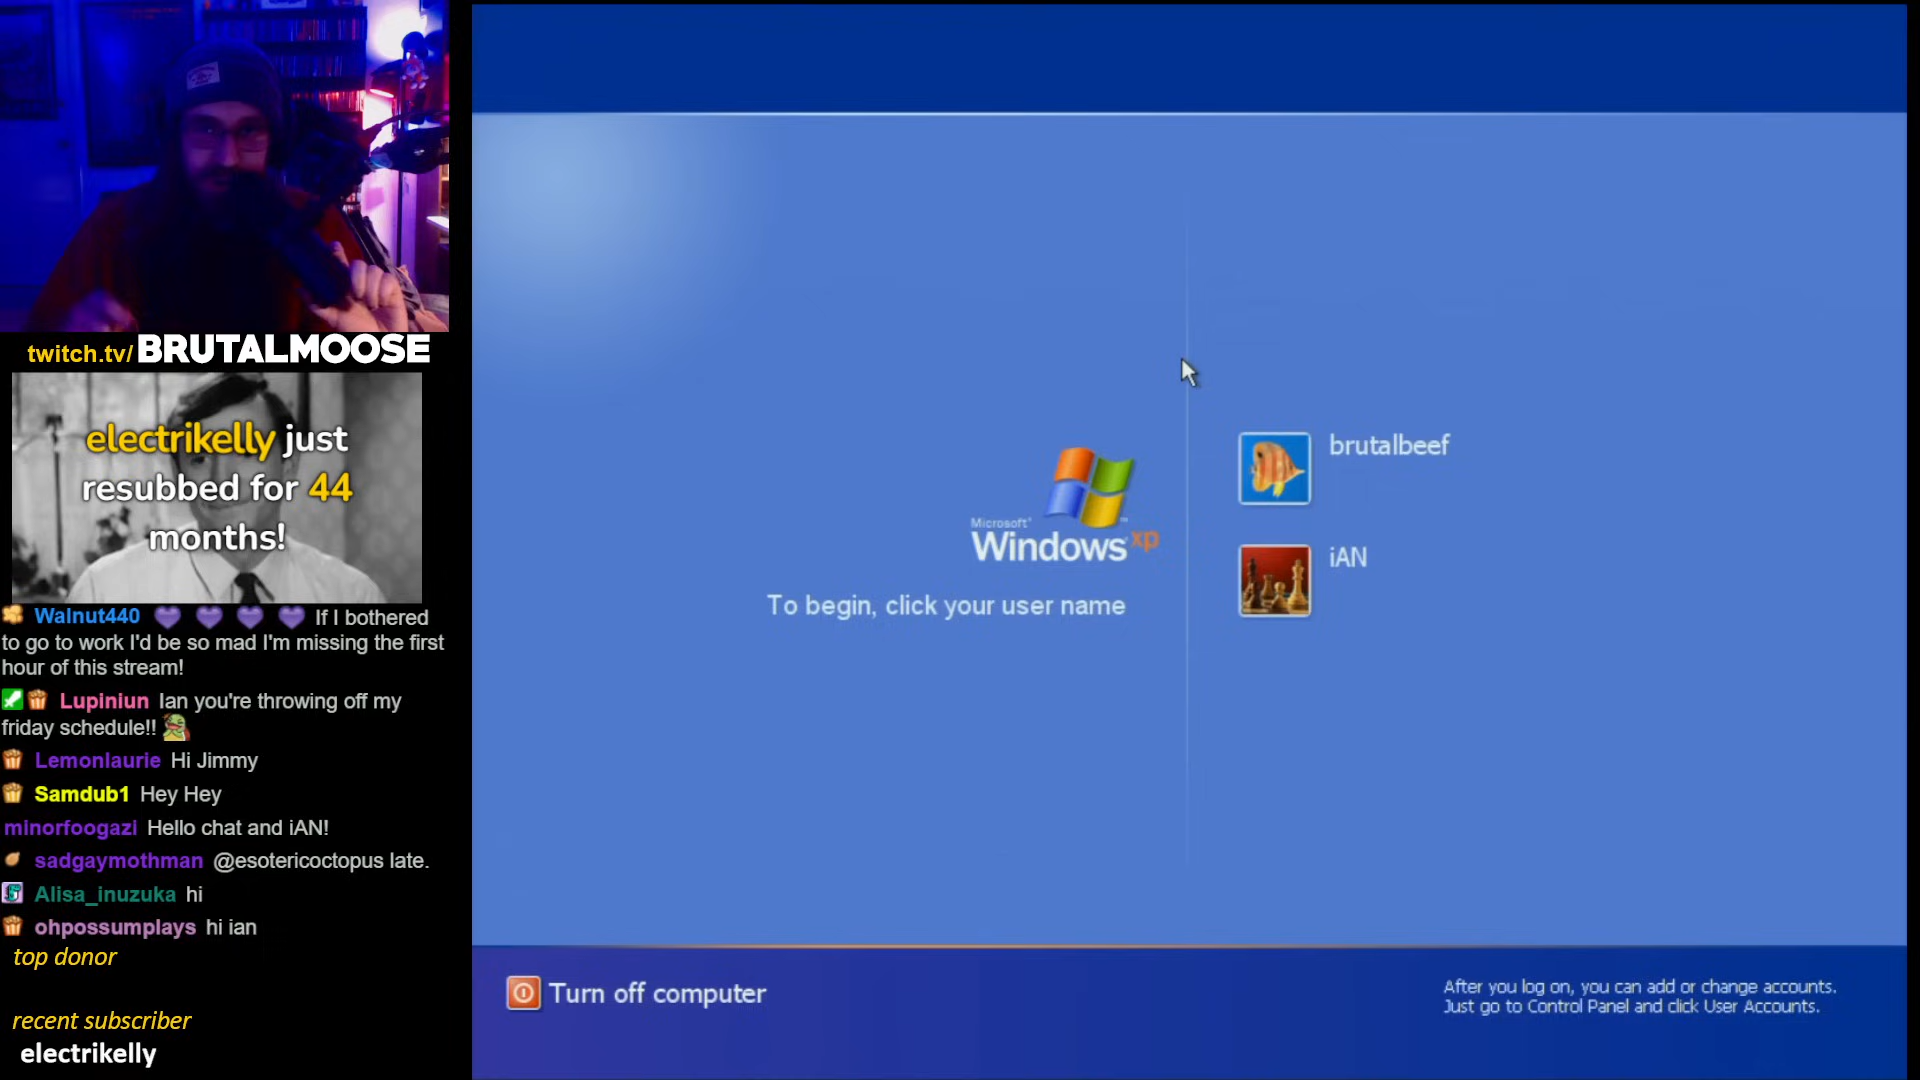 twitch.tv/BRUTALMOOSE
electrikelly just
resubbed for 44
months!
Walnut440 If I bothered
to go to work I'd be so mad I'm missing the first
hour of this stream!
Lupiniun Ian you're throwing off my
friday schedule!!
Lemonlaurie Hi Jimmy
Samdub1 Hey Hey
minorfoogazi Hello chat and iAN!
sadgaymothman @esotericoctopus late.
Alisa_inuzuka hi
ohpossumplays hi ian
top donor
recent subscriber
electrikelly
Microsoft
Windows xp
To begin, click your user name
brutalbeef
iAN
Turn off computer
After you log on, you can add or change accounts.
Just go to Control Panel and click User Accounts.